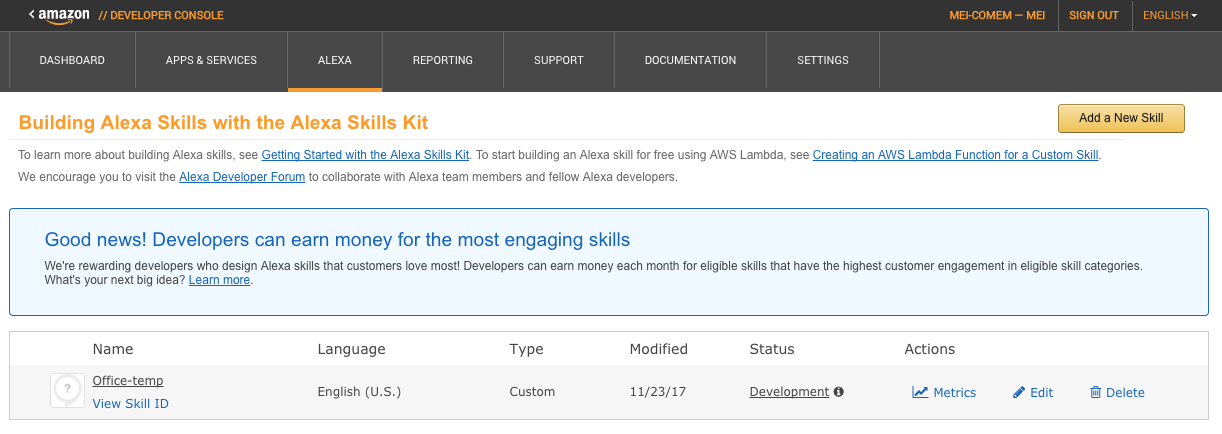 < amazon // DEVELOPER CONSOLE MEI-COMEM — MEI SIGN OUT ENGLISH
DASHBOARD APPS & SERVICES ALEXA REPORTING SUPPORT DOCUMENTATION SETTINGS
Building Alexa Skills with the Alexa Skills Kit Add a New Skill
To learn more about building Alexa skills, see Getting Started with the Alexa Skills Kit. To start building an Alexa skill for free using AWS Lambda, see Creating an AWS Lambda Function for a Custom Skill.
We encourage you to visit the Alexa Developer Forum to collaborate with Alexa team members and fellow Alexa developers.
Good news! Developers can earn money for the most engaging skills
We're rewarding developers who design Alexa skills that customers love most! Developers can earn money each month for eligible skills that have the highest customer engagement in eligible skill categories.
What's your next big idea? Learn more.
Name Language Type Modified Status Actions
? Office-temp English (U.S.) Custom 11/23/17 Development Metrics Edit Delete
View Skill ID